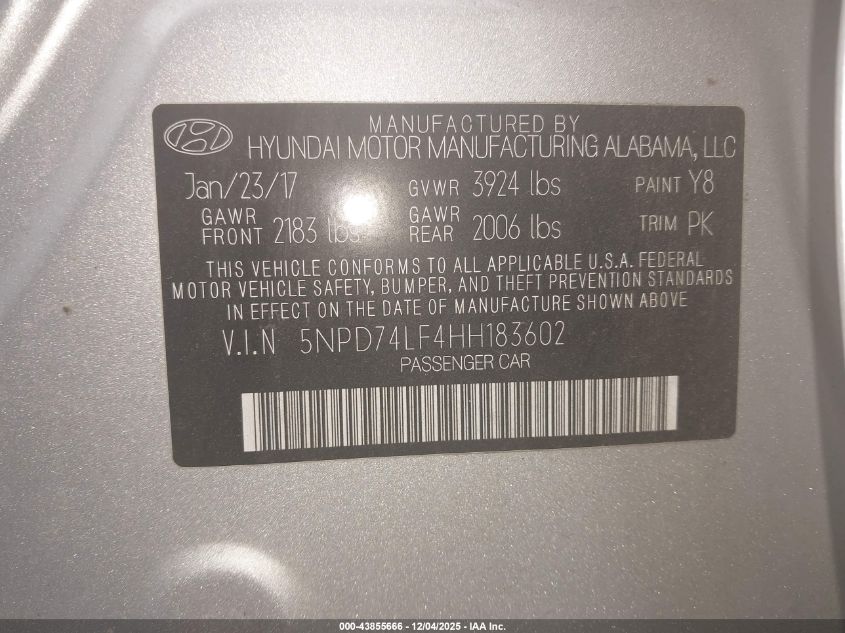 MANUFACTURED BY
HYUNDAI MOTOR MANUFACTURING ALABAMA, LLC
Jan/23/17 GVWR 3924 lbs PAINT Y8
GAWR FRONT 2183 lbs GAWR REAR 2006 lbs TRIM PK
THIS VEHICLE CONFORMS TO ALL APPLICABLE U.S.A. FEDERAL
MOTOR VEHICLE SAFETY, BUMPER, AND THEFT PREVENTION STANDARDS
IN EFFECT ON THE DATE OF MANUFACTURE SHOWN ABOVE
V.I.N 5NPD74LF4HH183602
PASSENGER CAR
000-43855666 - 12/04/2025 - IAA Inc.